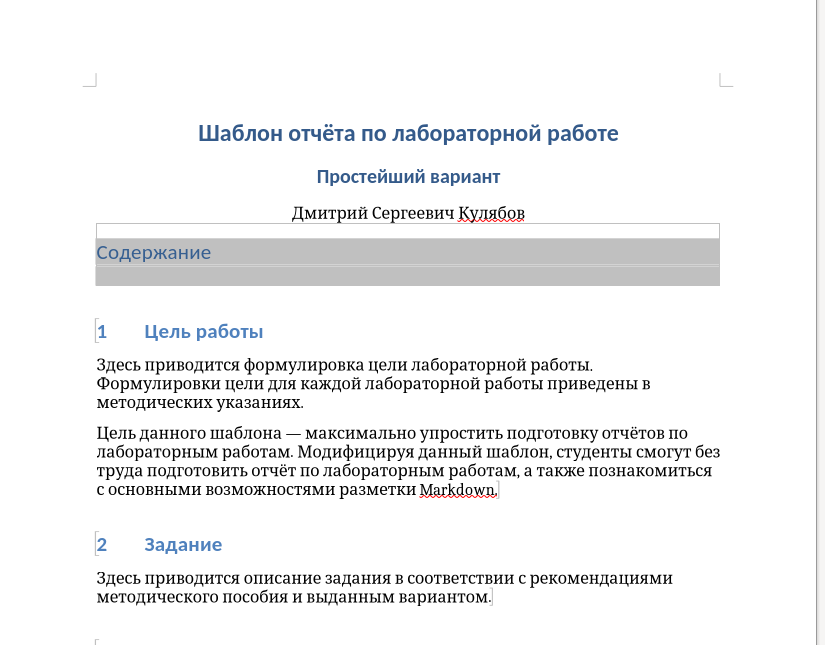 Шаблон отчёта по лабораторной работе
Простейший вариант
Дмитрий Сергеевич Кулябов
Содержание
1 Цель работы
Здесь приводится формулировка цели лабораторной работы.
Формулировки цели для каждой лабораторной работы приведены в
методических указаниях.
Цель данного шаблона — максимально упростить подготовку отчётов по
лабораторным работам. Модифицируя данный шаблон, студенты смогут без
труда подготовить отчёт по лабораторным работам, а также познакомиться
с основными возможностями разметки Markdown.
2 Задание
Здесь приводится описание задания в соответствии с рекомендациями
методического пособия и выданным вариантом.